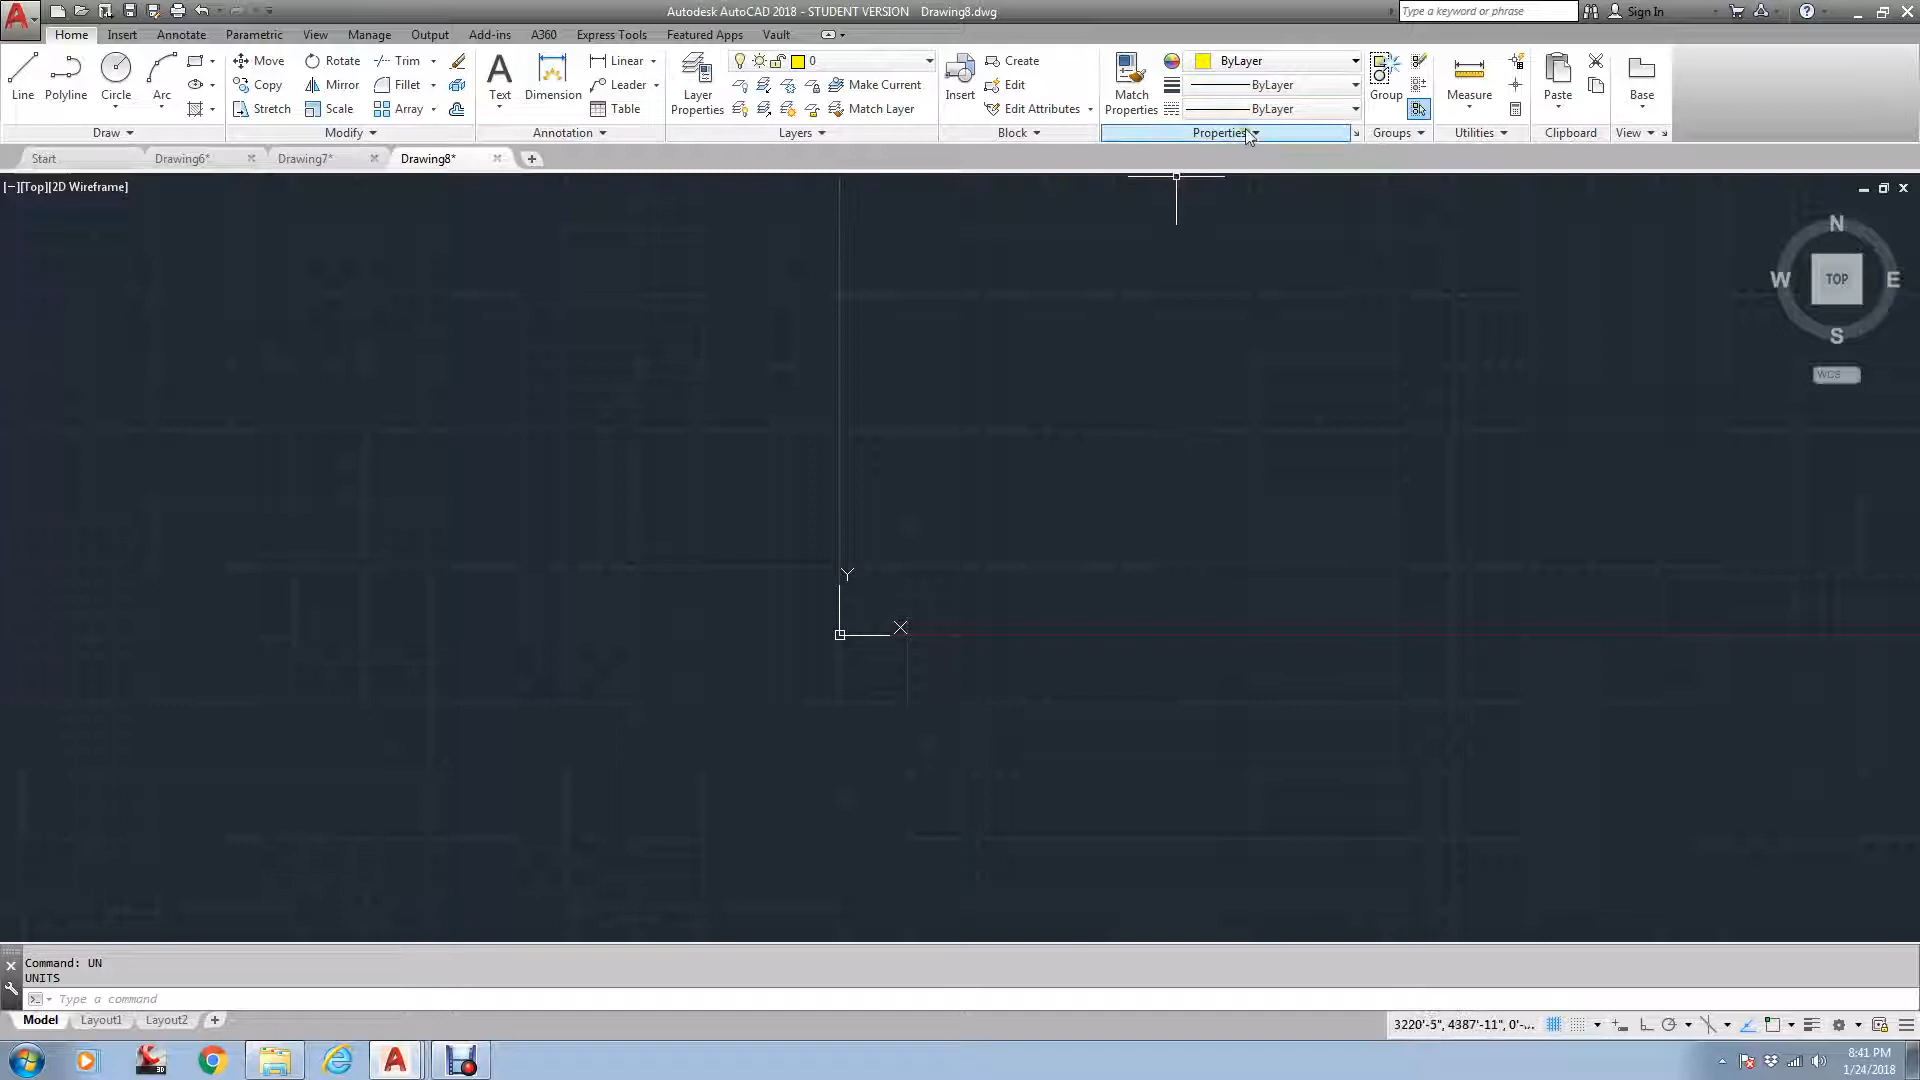 Autodesk AutoCAD 2018 - STUDENT VERSION Drawing8.dwg
Type a keyword or phrase
Sign In
Home Insert Annotate Parametric View Manage Output Add-ins A360 Express Tools Featured Apps Vault
Line Polyline Circle Arc
Move Rotate Trim
Copy Mirror Fillet
Stretch Scale Array
Text Dimension
Linear
Leader
Table
Layer Properties
0
Make Current
Match Layer
Insert
Create
Edit
Edit Attributes
Match Properties
ByLayer
ByLayer
ByLayer
Group
Measure
Paste
Base
Draw Modify Annotation Layers Block Properties Groups Utilities Clipboard View
Start Drawing6* Drawing7* Drawing8*
[−][Top][2D Wireframe]
N
W TOP E
S
WCS
Y
X
Command: UN
UNITS
Type a command
Model Layout1 Layout2
3220'-5", 4387'-11", 0'-...
8:41 PM
1/24/2018